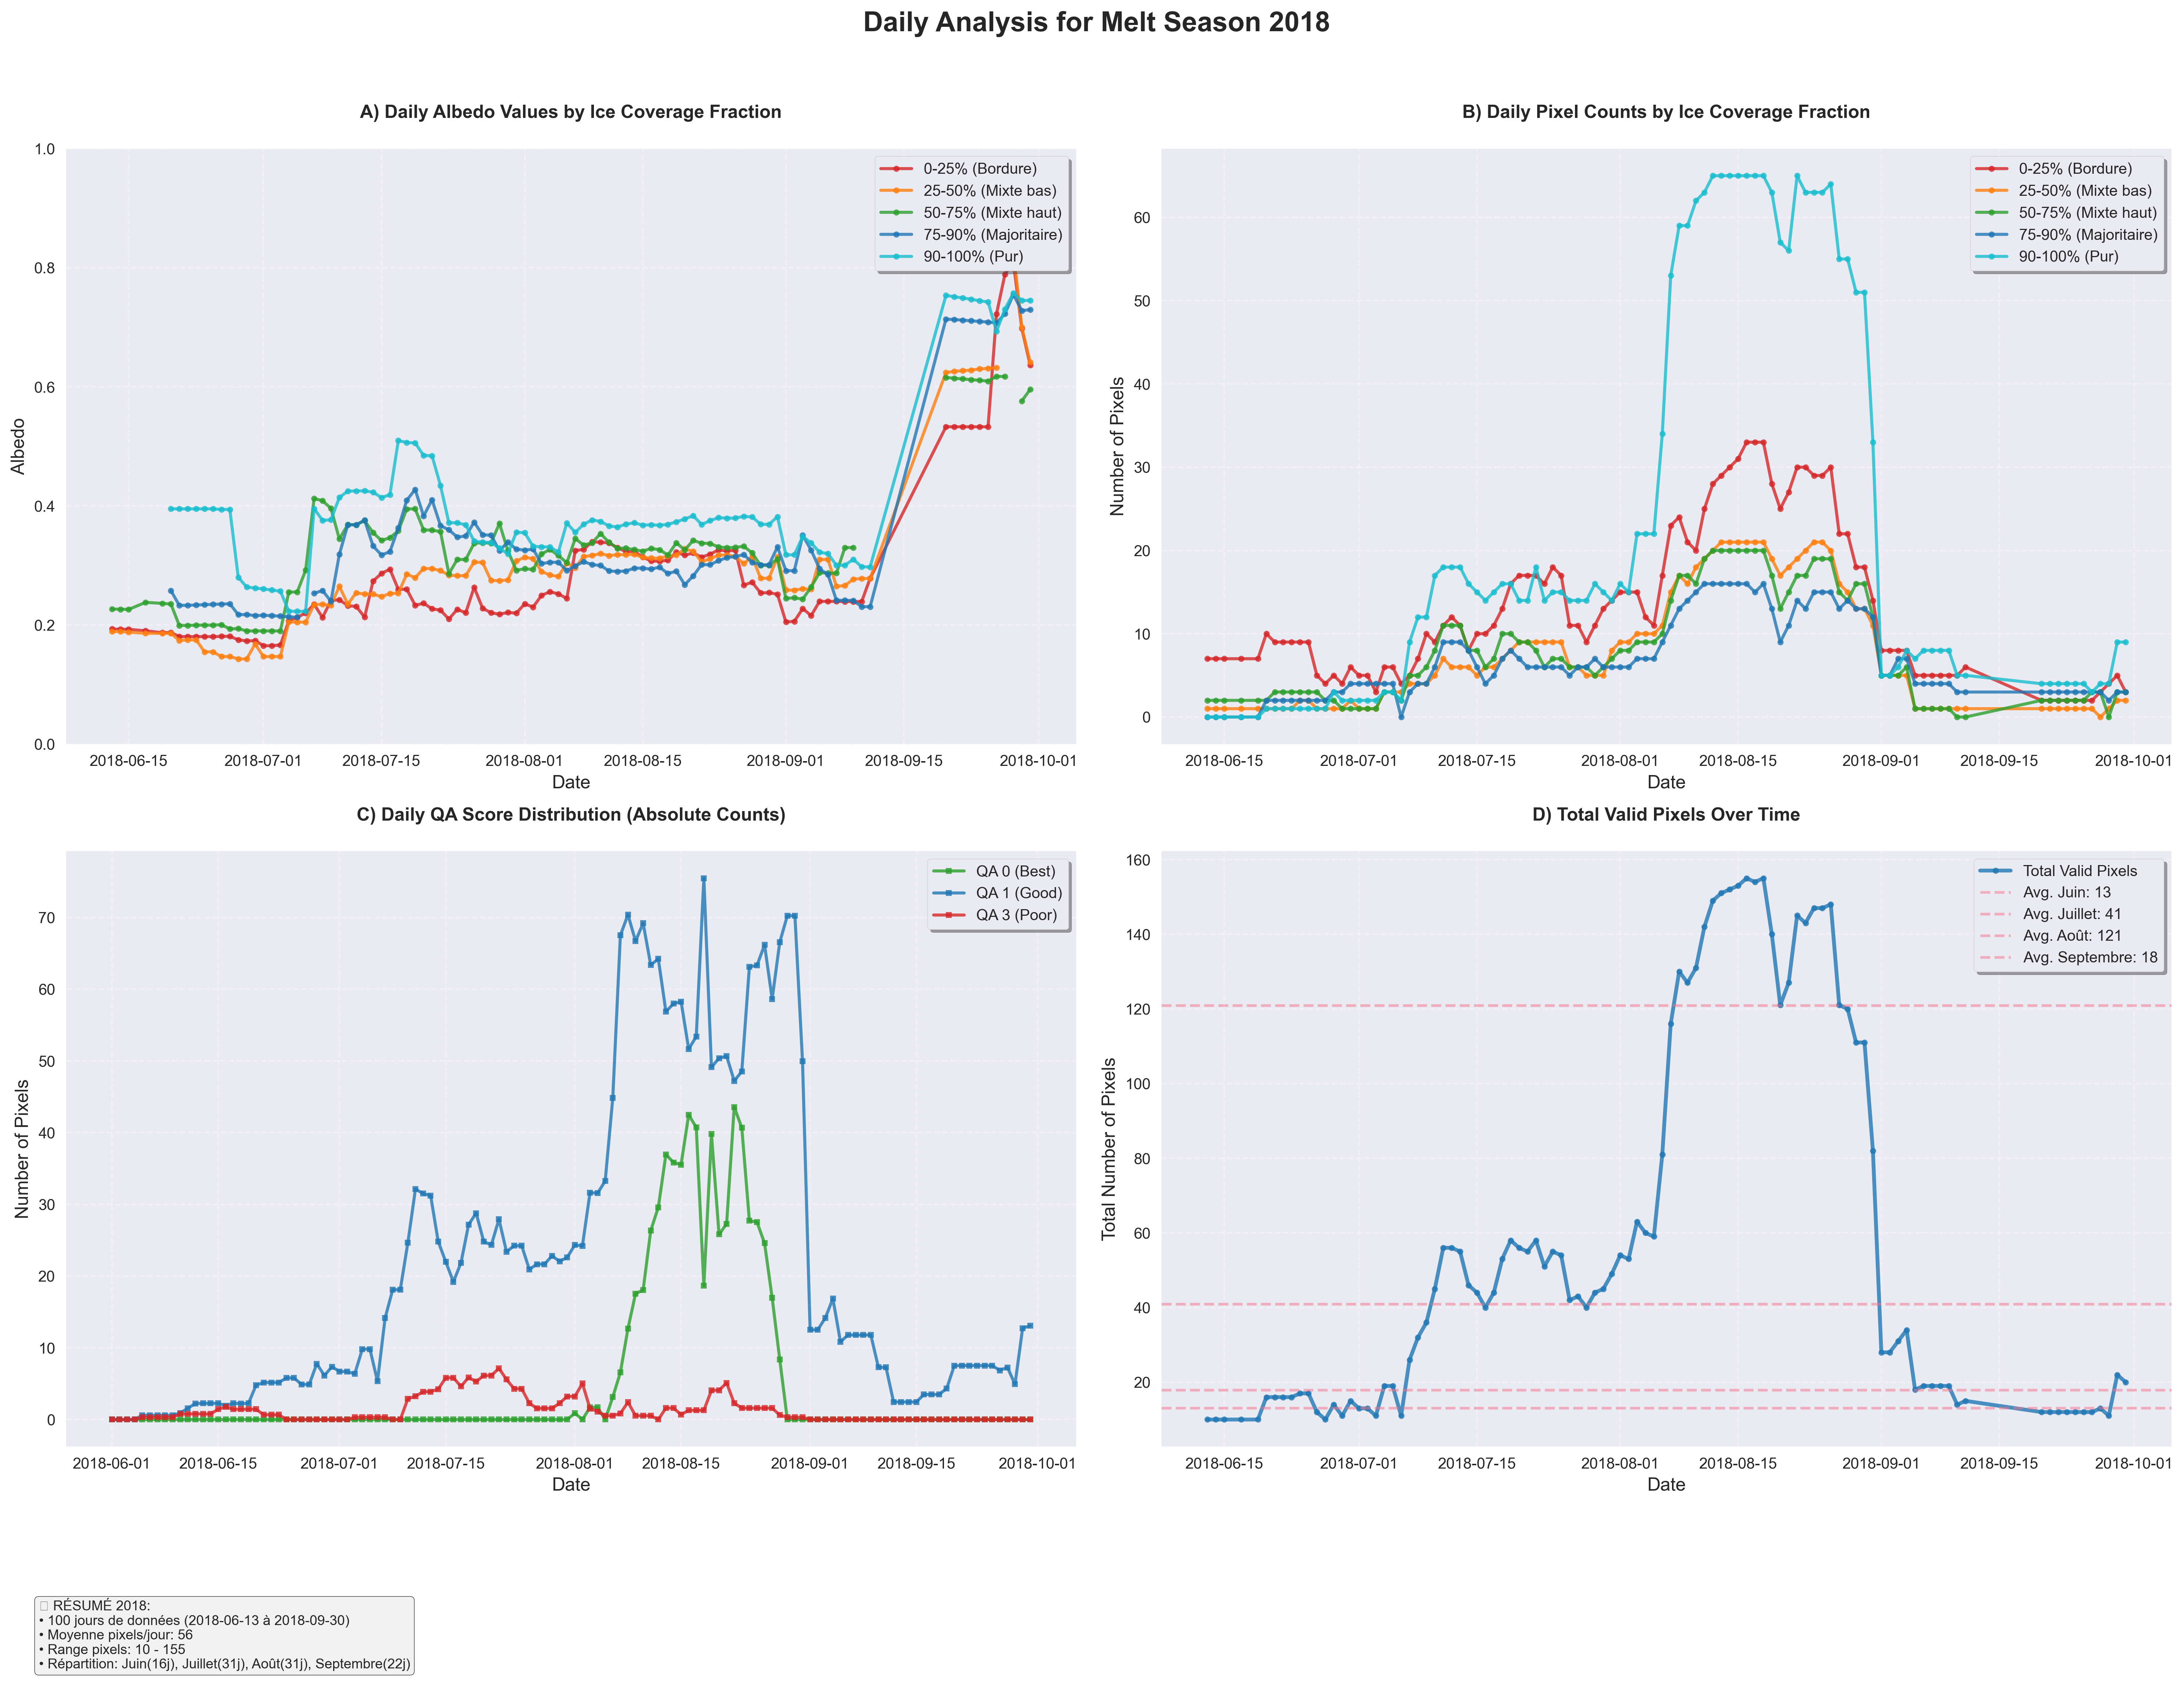 Daily Analysis for Melt Season 2018
A) Daily Albedo Values by Ice Coverage Fraction
1.0
0.8
0.6
0.4
0.2
0.0
Albedo
0-25% (Bordure)
25-50% (Mixte bas)
50-75% (Mixte haut)
75-90% (Majoritaire)
90-100% (Pur)
2018-06-15
2018-07-01
2018-07-15
2018-08-01
2018-08-15
2018-09-01
2018-09-15
2018-10-01
Date
B) Daily Pixel Counts by Ice Coverage Fraction
60
50
40
30
20
10
0
Number of Pixels
0-25% (Bordure)
25-50% (Mixte bas)
50-75% (Mixte haut)
75-90% (Majoritaire)
90-100% (Pur)
2018-06-15
2018-07-01
2018-07-15
2018-08-01
2018-08-15
2018-09-01
2018-09-15
2018-10-01
Date
C) Daily QA Score Distribution (Absolute Counts)
70
60
50
40
30
20
10
0
Number of Pixels
QA 0 (Best)
QA 1 (Good)
QA 3 (Poor)
2018-06-01
2018-06-15
2018-07-01
2018-07-15
2018-08-01
2018-08-15
2018-09-01
2018-09-15
2018-10-01
Date
D) Total Valid Pixels Over Time
160
140
120
100
80
60
40
20
Total Number of Pixels
Total Valid Pixels
Avg. Juin: 13
Avg. Juillet: 41
Avg. Août: 121
Avg. Septembre: 18
2018-06-15
2018-07-01
2018-07-15
2018-08-01
2018-08-15
2018-09-01
2018-09-15
2018-10-01
Date
RÉSUMÉ 2018:
• 100 jours de données (2018-06-13 à 2018-09-30)
• Moyenne pixels/jour: 56
• Range pixels: 10 - 155
• Répartition: Juin(16j), Juillet(31j), Août(31j), Septembre(22j)